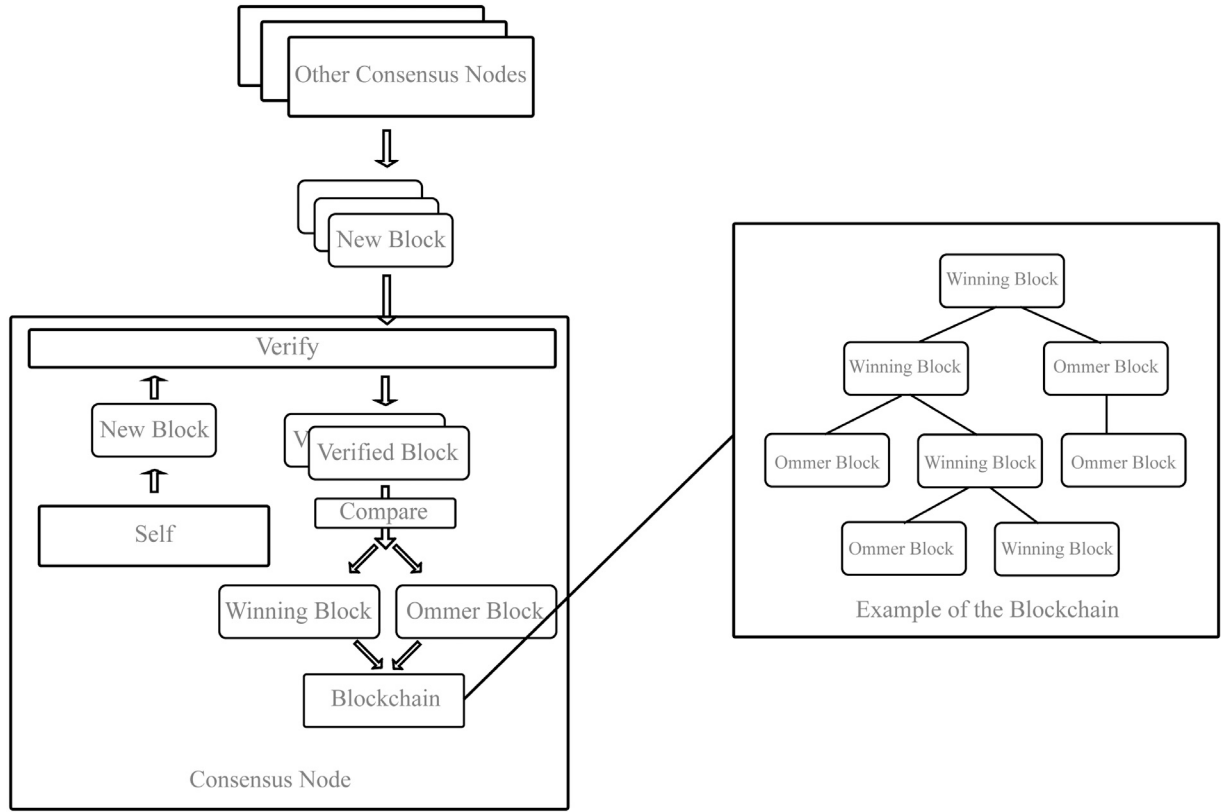 Other Consensus Nodes
New Block
Verify
New Block
V
Verified Block
Compare
Self
Winning Block
Ommer Block
Blockchain
Consensus Node
Winning Block
Winning Block
Ommer Block
Ommer Block
Winning Block
Ommer Block
Ommer Block
Winning Block
Example of the Blockchain